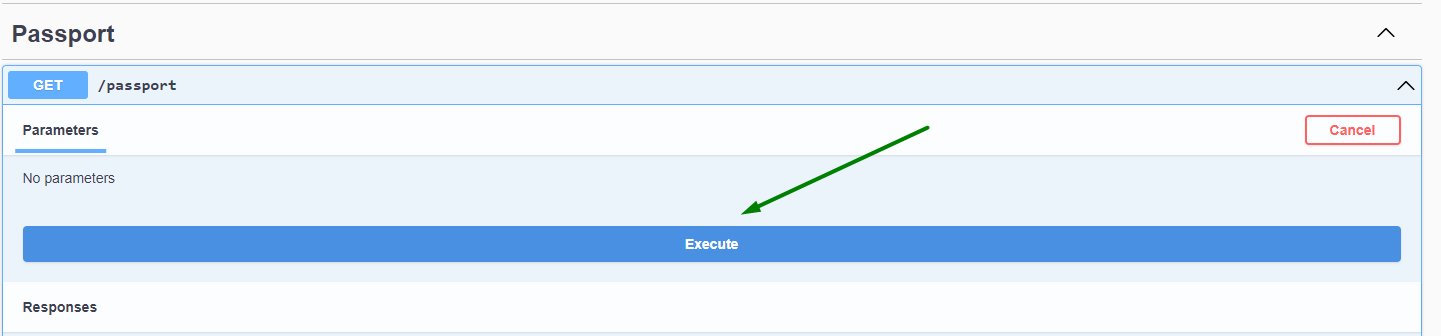 Passport
GET /passport
Parameters Cancel
No parameters
Execute
Responses